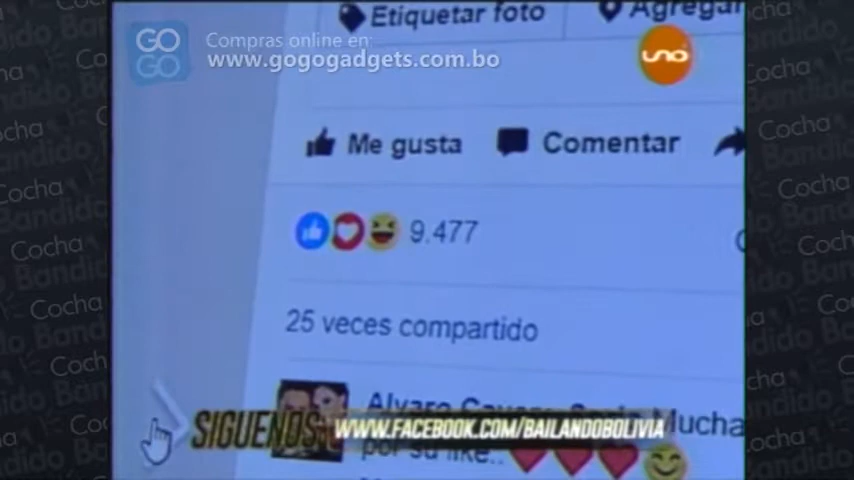 Etiquetar foto
Agregar
GO
GO
Compras online en:
www.gogogadgets.com.bo
uno
Me gusta
Comentar
9.477
25 veces compartido
Alvaro
Mucha
por su like..
SIGUENOS:
WWW.FACEBOOK.COM/BAILANDOBOLIVIA
Cocha
Bandido